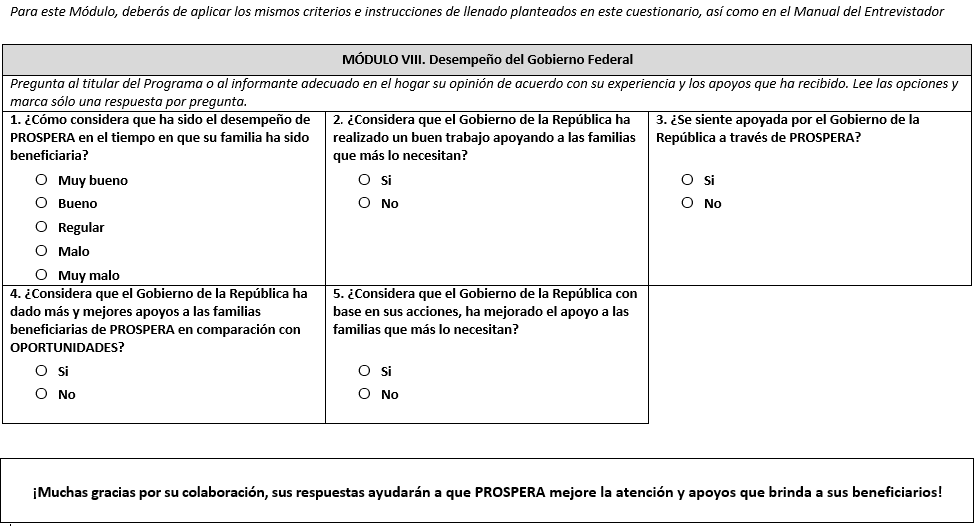 Para este Módulo, deberás de aplicar los mismos criterios e instrucciones de llenado planteados en este cuestionario, así como en el Manual del Entrevistador
MÓDULO VIII. Desempeño del Gobierno Federal
Pregunta al titular del Programa o al informante adecuado en el hogar su opinión de acuerdo con su experiencia y los apoyos que ha recibido. Lee las opciones y
marca sólo una respuesta por pregunta.
1. ¿Cómo considera que ha sido el desempeño de
PROSPERA en el tiempo en que su familia ha sido
beneficiaria?
Muy bueno
Bueno
Regular
Malo
Muy malo
2. ¿Considera que el Gobierno de la República ha
realizado un buen trabajo apoyando a las familias
que más lo necesitan?
Si
No
3. ¿Se siente apoyada por el Gobierno de la
República a través de PROSPERA?
Si
No
4. ¿Considera que el Gobierno de la República ha
dado más y mejores apoyos a las familias
beneficiarias de PROSPERA en comparación con
OPORTUNIDADES?
Si
No
5. ¿Considera que el Gobierno de la República con
base en sus acciones, ha mejorado el apoyo a las
familias que más lo necesitan?
Si
No
¡Muchas gracias por su colaboración, sus respuestas ayudarán a que PROSPERA mejore la atención y apoyos que brinda a sus beneficiarios!